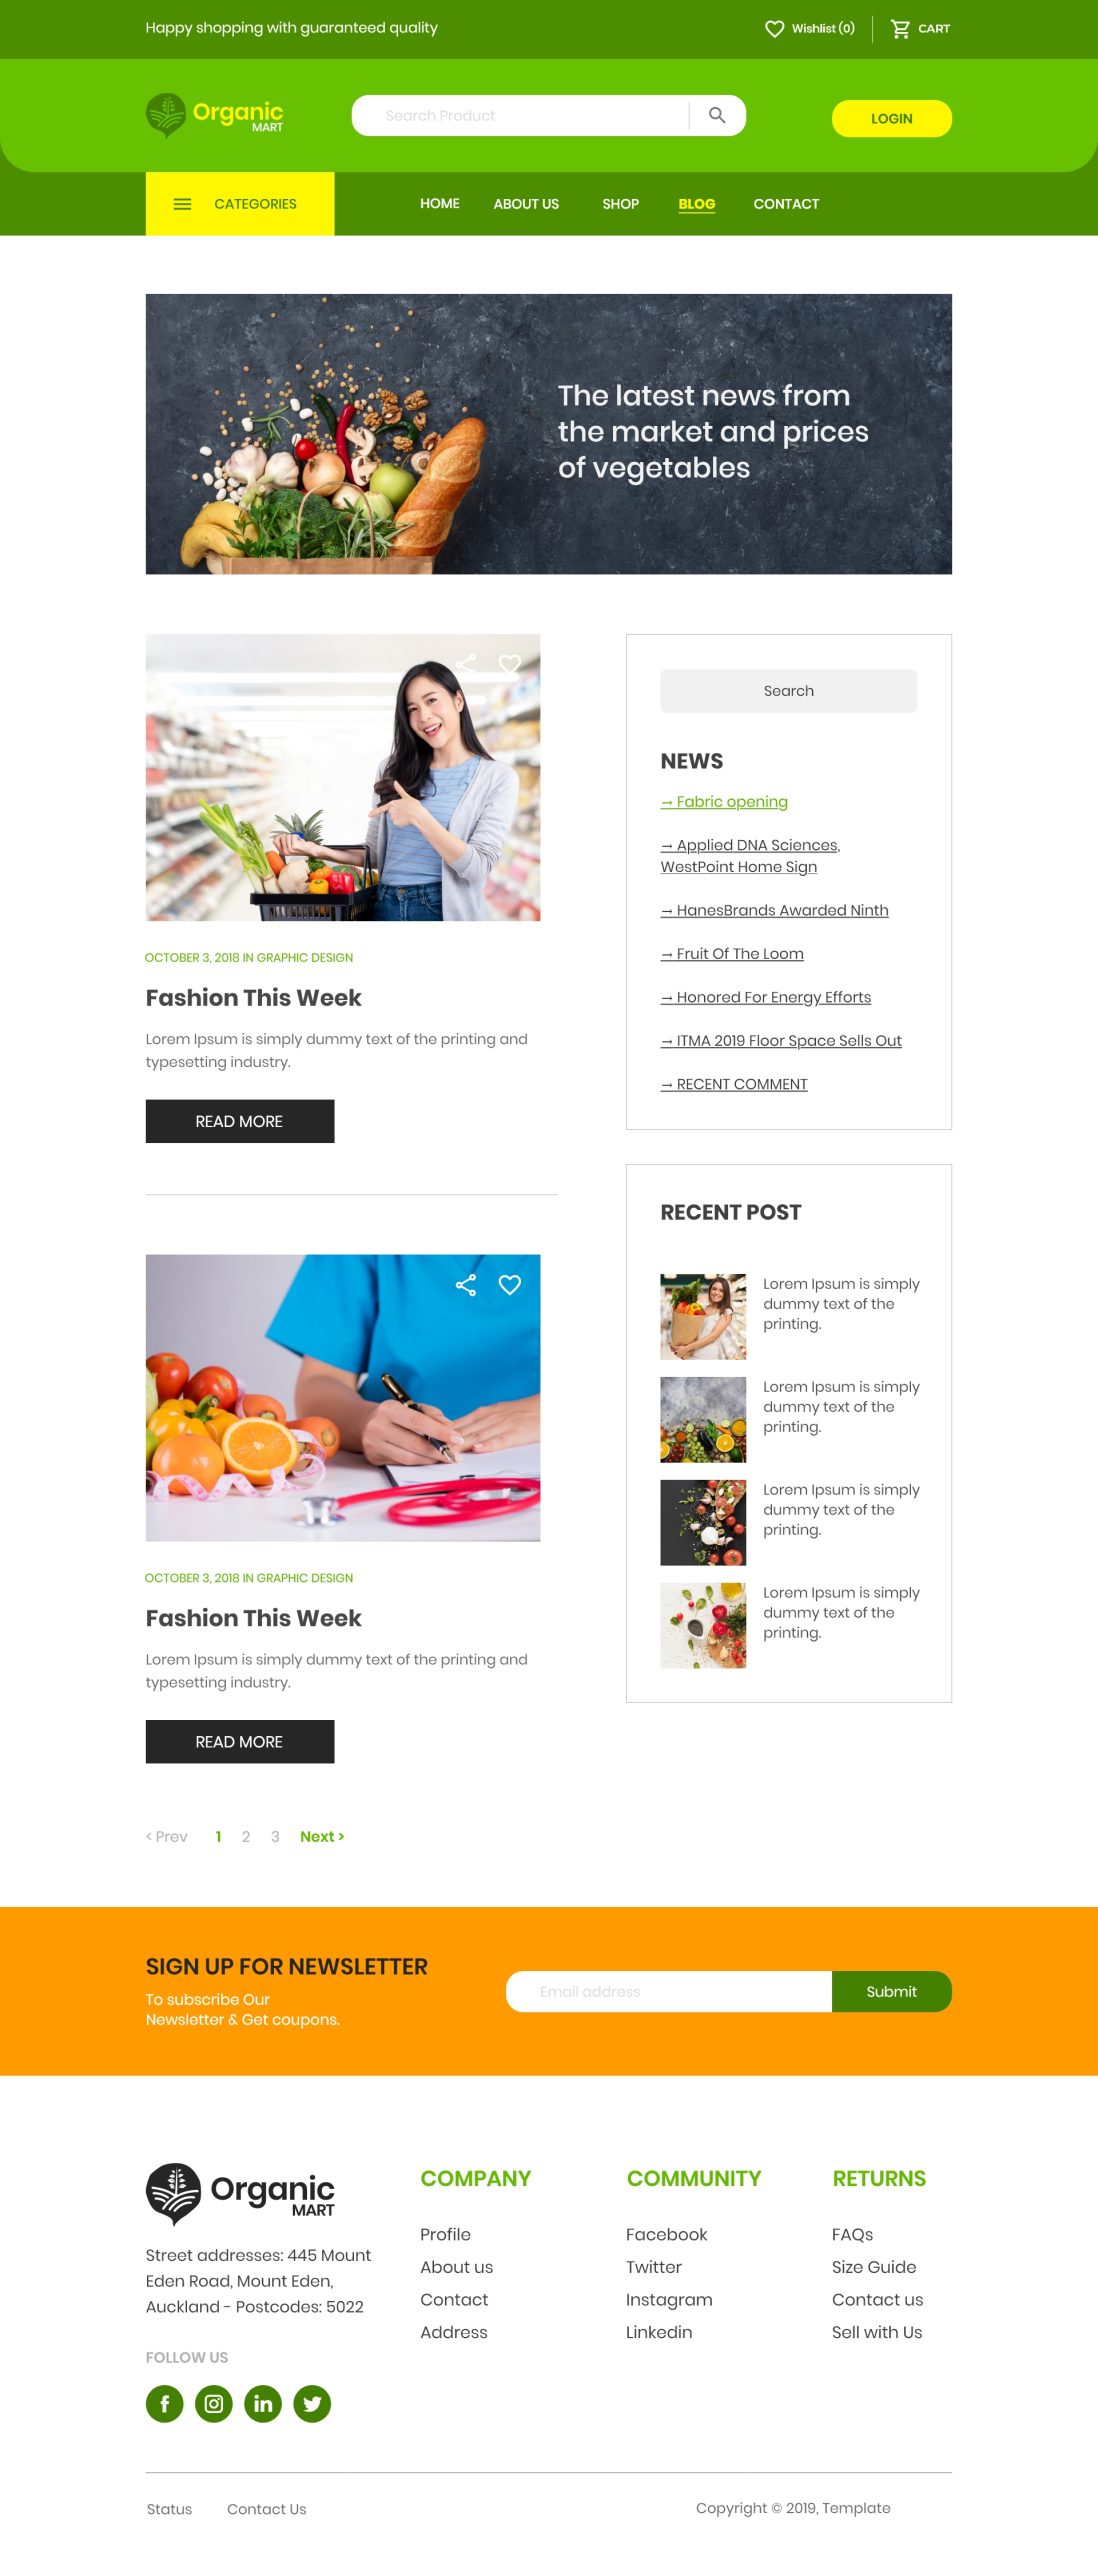 Happy shopping with guaranteed quality
Wishlist (0)
CART
Organic
MART
Search Product
LOGIN
CATEGORIES
HOME
ABOUT US
SHOP
BLOG
CONTACT
The latest news from
the market and prices
of vegetables
OCTOBER 3, 2018 IN GRAPHIC DESIGN
Fashion This Week
Lorem Ipsum is simply dummy text of the printing and
typesetting industry.
READ MORE
OCTOBER 3, 2018 IN GRAPHIC DESIGN
Fashion This Week
Lorem Ipsum is simply dummy text of the printing and
typesetting industry.
READ MORE
< Prev 1 2 3 Next >
Search
NEWS
→ Fabric opening
→ Applied DNA Sciences,
WestPoint Home Sign
→ HanesBrands Awarded Ninth
→ Fruit Of The Loom
→ Honored For Energy Efforts
→ ITMA 2019 Floor Space Sells Out
→ RECENT COMMENT
RECENT POST
Lorem Ipsum is simply
dummy text of the
printing.
Lorem Ipsum is simply
dummy text of the
printing.
Lorem Ipsum is simply
dummy text of the
printing.
Lorem Ipsum is simply
dummy text of the
printing.
SIGN UP FOR NEWSLETTER
To subscribe Our
Newsletter & Get coupons.
Email address
Submit
Organic
MART
Street addresses: 445 Mount
Eden Road, Mount Eden,
Auckland - Postcodes: 5022
FOLLOW US
COMPANY
Profile
About us
Contact
Address
COMMUNITY
Facebook
Twitter
Instagram
Linkedin
RETURNS
FAQs
Size Guide
Contact us
Sell with Us
Status
Contact Us
Copyright © 2019, Template